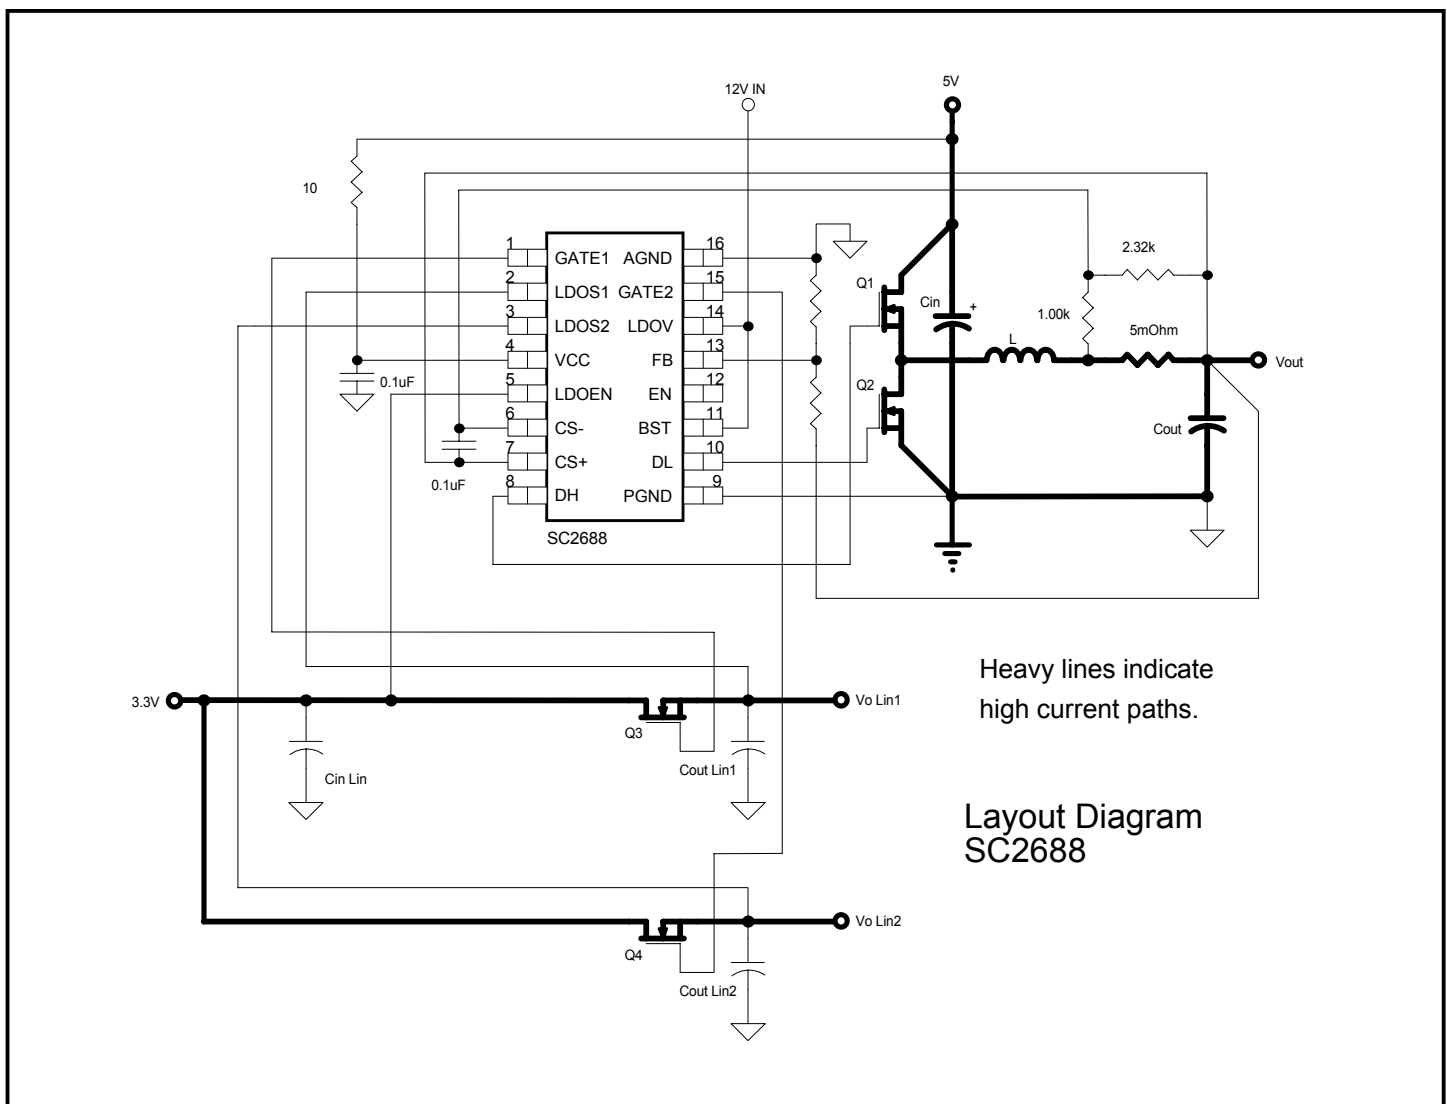 5V
12V IN
10
2.32k
1 GATE1 AGND 16
2 LDOS1 GATE2 15
3 LDOS2 LDOV 14
4 VCC FB 13
5 LDOEN EN 12
6 CS- BST 11
7 CS+ DL 10
8 DH PGND 9
SC2688
0.1uF
0.1uF
Q1
Cin
+
1.00k
5mOhm
L
Vout
Q2
Cout
Heavy lines indicate
high current paths.
3.3V
Vo Lin1
Q3
Cout Lin1
Cin Lin
Layout Diagram
SC2688
Vo Lin2
Q4
Cout Lin2